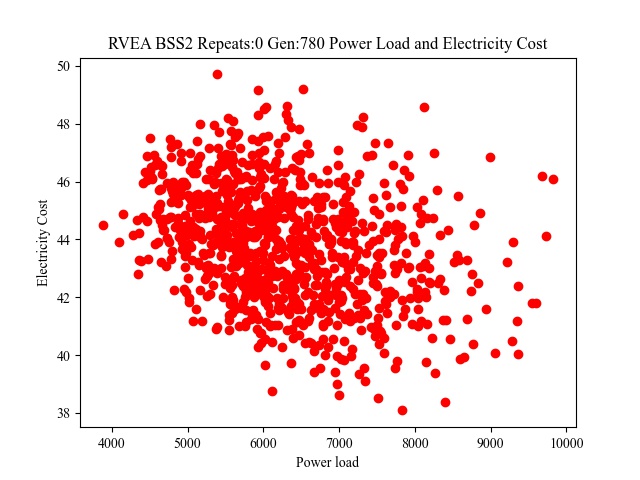 RVEA BSS2 Repeats:0 Gen:780 Power Load and Electricity Cost
50
48
46
44
42
40
38
Electricity Cost
4000 5000 6000 7000 8000 9000 10000
Power load